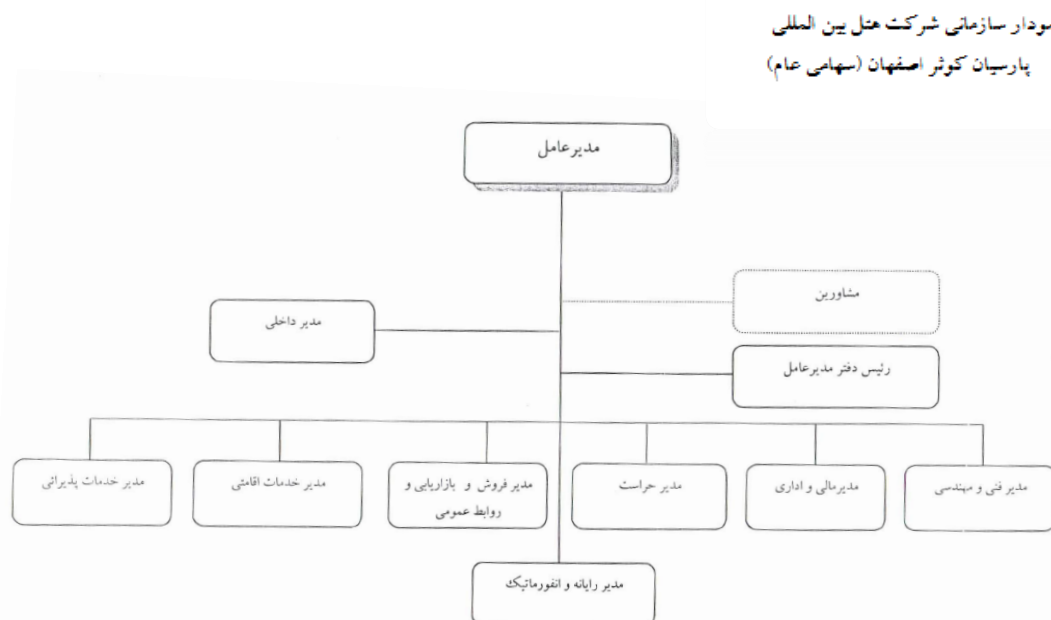 مودار سازمانی شرکت هتل بین المللی
پارسیان کوثر اصفهان (سهامی عام)
مدیرعامل
مشاورین
مدیر داخلی
رئیس دفتر مدیرعامل
مدیر فنی و مهندسی
مدیرمالی و اداری
مدیر حراست
مدیر فروش و بازاریابی و
روابط عمومی
مدیر خدمات اقامتی
مدیر خدمات پذیرائی
مدیر رایانه و انفورماتیک